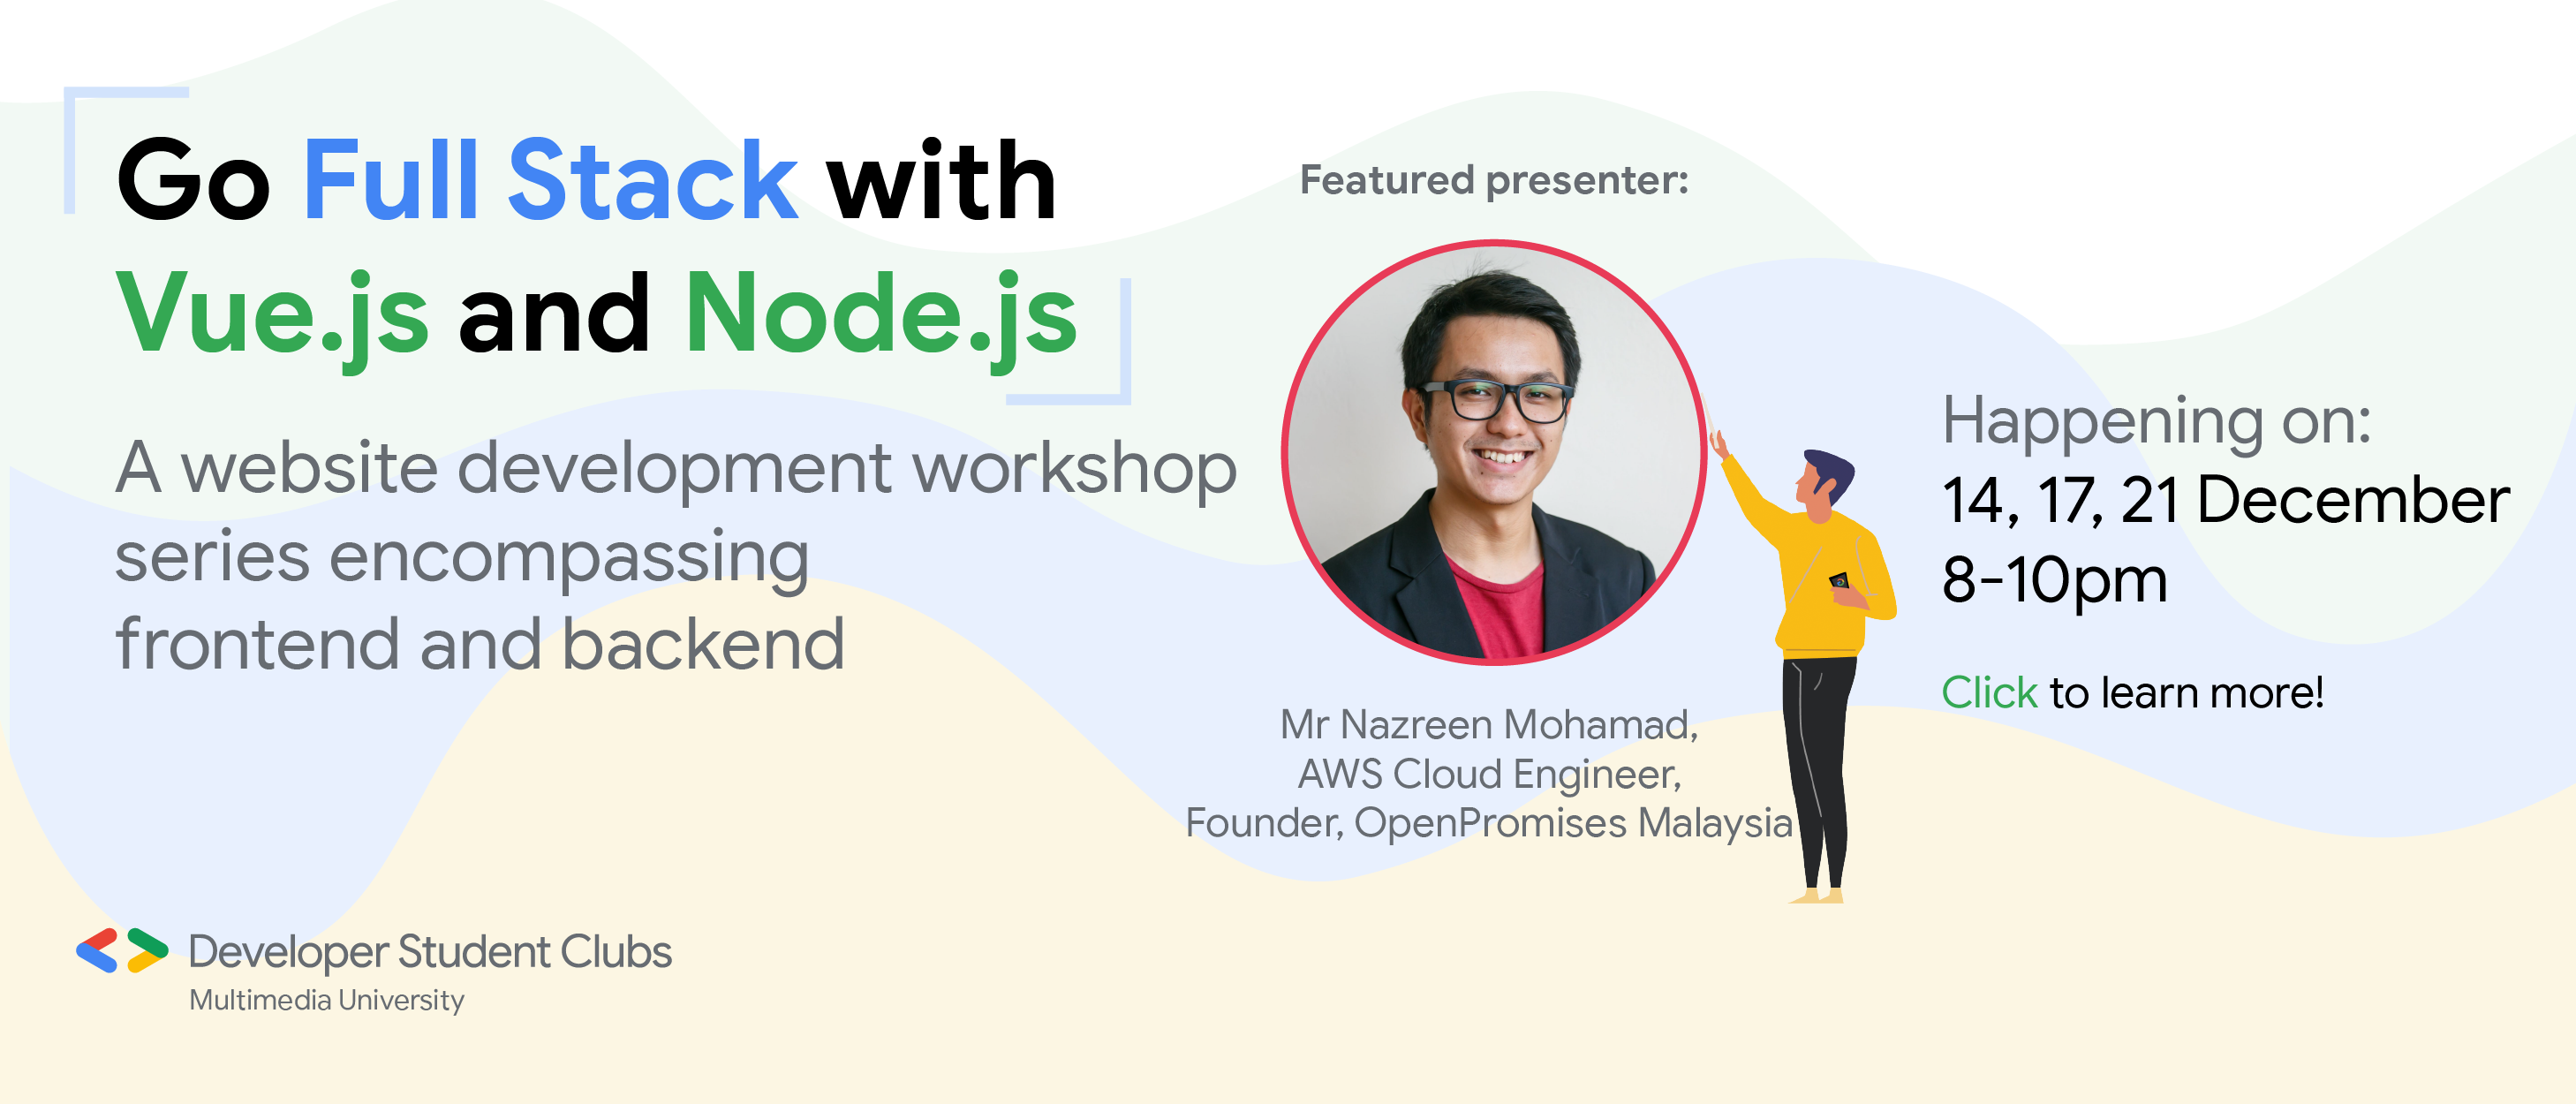 Go Full Stack with
Vue.js and Node.js
A website development workshop
series encompassing
frontend and backend
Developer Student Clubs
Multimedia University
Featured presenter:
Mr Nazreen Mohamad,
AWS Cloud Engineer,
Founder, OpenPromises Malaysia
Happening on:
14, 17, 21 December
8-10pm
Click to learn more!